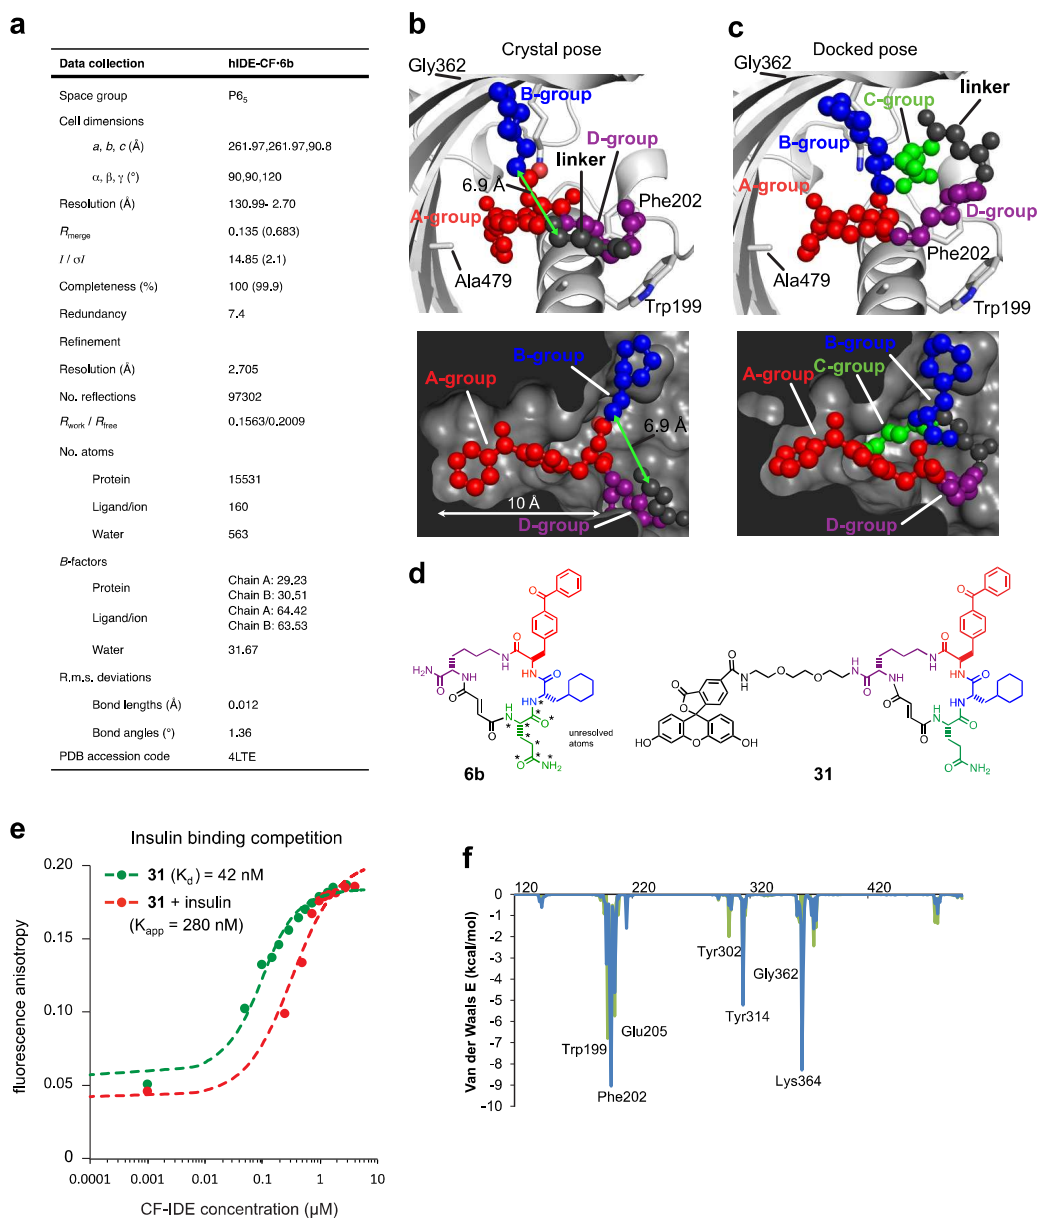 a
Data collection hIDE-CF•6b
Space group P6₅
Cell dimensions
a, b, c (Å) 261.97,261.97,90.8
α, β, γ (°) 90,90,120
Resolution (Å) 130.99- 2.70
Rmerge 0.135 (0.683)
I / σI 14.85 (2.1)
Completeness (%) 100 (99.9)
Redundancy 7.4
Refinement
Resolution (Å) 2.705
No. reflections 97302
Rwork / Rfree 0.1563/0.2009
No. atoms
Protein 15531
Ligand/ion 160
Water 563
B-factors
Protein Chain A: 29.23
Chain B: 30.51
Ligand/ion Chain A: 64.42
Chain B: 63.53
Water 31.67
R.m.s. deviations
Bond lengths (Å) 0.012
Bond angles (°) 1.36
PDB accession code 4LTE
b
Crystal pose
Gly362
B-group
D-group
linker
6.9 Å
A-group
Phe202
Ala479
Trp199
B-group
A-group
6.9 Å
10 Å
D-group
c
Docked pose
Gly362
C-group
linker
B-group
A-group
D-group
Phe202
Ala479
Trp199
B-group
C-group
A-group
D-group
d
O
O
NH
H₂N
O
HN
O
NH
O
HN
O
NH
O
O
NH₂
* * * * * * * * *
unresolved
atoms
6b
O
O
NH
O
O
NH
O
O
O
OH
HO
O
HN
O
HN
O
NH
O
NH
O
HN
O
O
NH₂
31
e
Insulin binding competition
31 (Kd) = 42 nM
31 + insulin
(Kapp = 280 nM)
fluorescence anisotropy
0.20
0.15
0.10
0.05
0
0.0001 0.001 0.01 0.1 1 10
CF-IDE concentration (µM)
f
120 220 320 420
Van der Waals E (kcal/mol)
0
-1
-2
-3
-4
-5
-6
-7
-8
-9
-10
Tyr302
Gly362
Glu205
Tyr314
Trp199
Lys364
Phe202